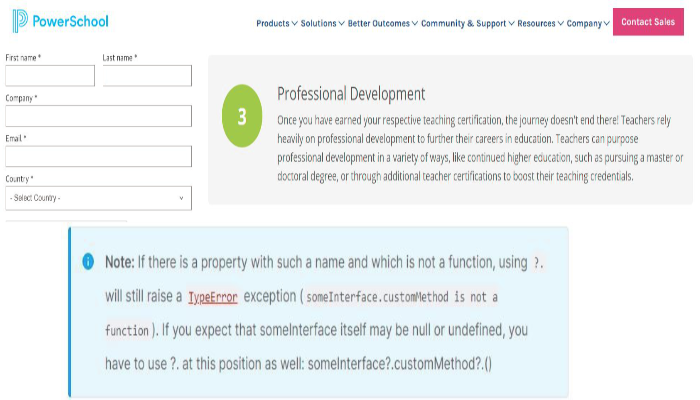 PowerSchool
Products Solutions Better Outcomes Community & Support Resources Company Contact Sales
First name * Last name *
Company *
Email *
Country *
- Select Country -
3
Professional Development
Once you have earned your respective teaching certification, the journey doesn't end there! Teachers rely
heavily on professional development to further their careers in education. Teachers can purpose
professional development in a variety of ways, like continued higher education, such as pursuing a master or
doctoral degree, or through additional teacher certifications to boost their teaching credentials.
Note: If there is a property with such a name and which is not a function, using ?.
will still raise a TypeError exception ( someInterface.customMethod is not a
function ). If you expect that someInterface itself may be null or undefined, you
have to use ?. at this position as well: someInterface?.customMethod?.()